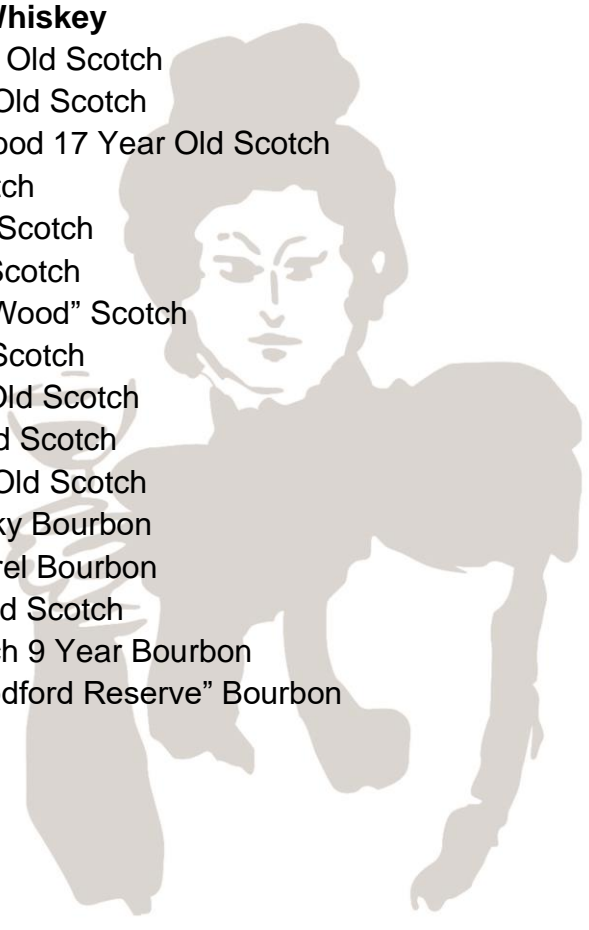 Whiskey
Old Scotch
Old Scotch
ood 17 Year Old Scotch
tch
Scotch
Scotch
Wood” Scotch
Scotch
Old Scotch
d Scotch
Old Scotch
ky Bourbon
rel Bourbon
d Scotch
ch 9 Year Bourbon
dford Reserve” Bourbon